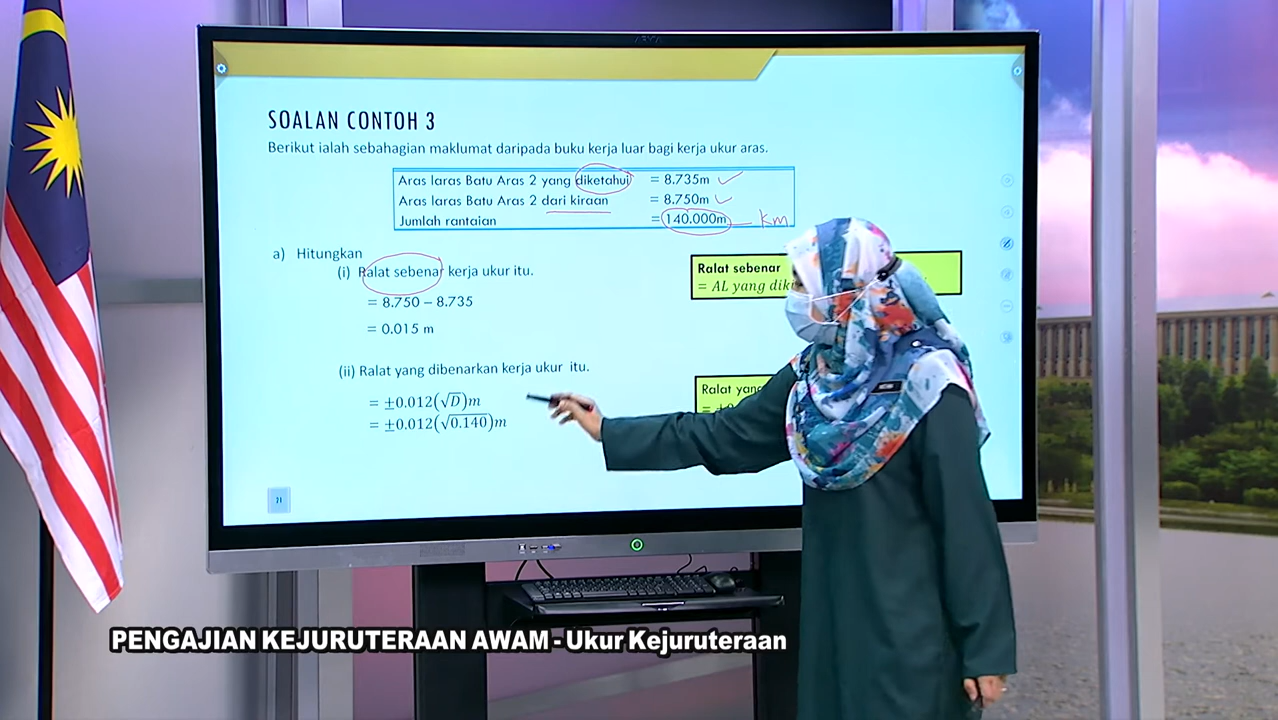 SOALAN CONTOH 3
Berikut ialah sebahagian maklumat daripada buku kerja luar bagi kerja ukur aras.
Aras laras Batu Aras 2 yang diketahui = 8.735m
Aras laras Batu Aras 2 dari kiraan = 8.750m
Jumlah rantaian = 140.000m km
a) Hitungkan
(i) Ralat sebenar kerja ukur itu.
= 8.750 – 8.735
= 0.015 m
Ralat sebenar
= AL yang
(ii) Ralat yang dibenarkan kerja ukur itu.
= ±0.012(√D)m
= ±0.012(√0.140)m
Ralat
21
PENGAJIAN KEJURUTERAAN AWAM - Ukur Kejuruteraan